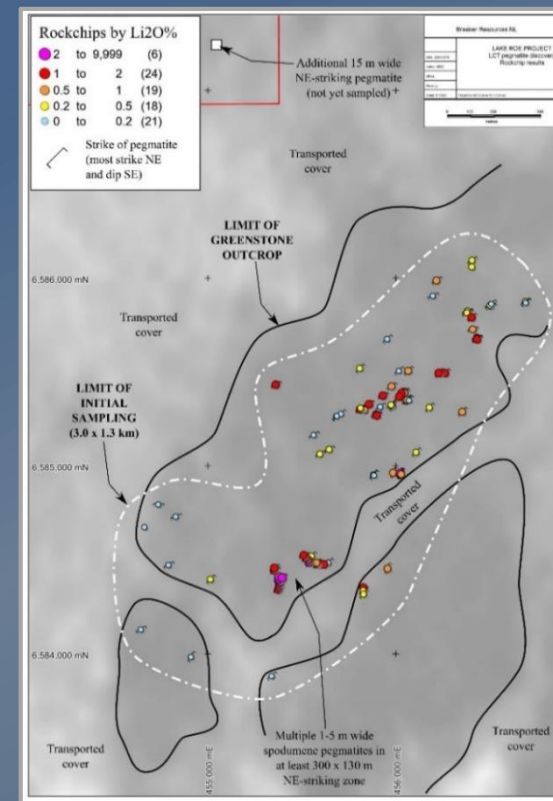 Rockchips by Li2O%
2 to 9,999 (6)
1 to 2 (24)
0.5 to 1 (19)
0.2 to 0.5 (18)
0 to 0.2 (21)
Strike of pegmatite
(most strike NE
and dip SE)
Breaker Resources NL
LAKE ROE PROJECT
LCT pegmatite discovery
Rockchip results
Additional 15 m wide
NE-striking pegmatite
(not yet sampled)
Transported
cover
LIMIT OF
GREENSTONE
OUTCROP
6,586,000 mN
Transported
cover
LIMIT OF
INITIAL
SAMPLING
(3.0 x 1.3 km)
6,585,000 mN
Transported
cover
6,584,000 mN
Multiple 1-5 m wide
spodumene pegmatites in
at least 300 x 130 m
NE-striking zone
Transported
cover
Transported
cover
455,000 mE
456,000 mE